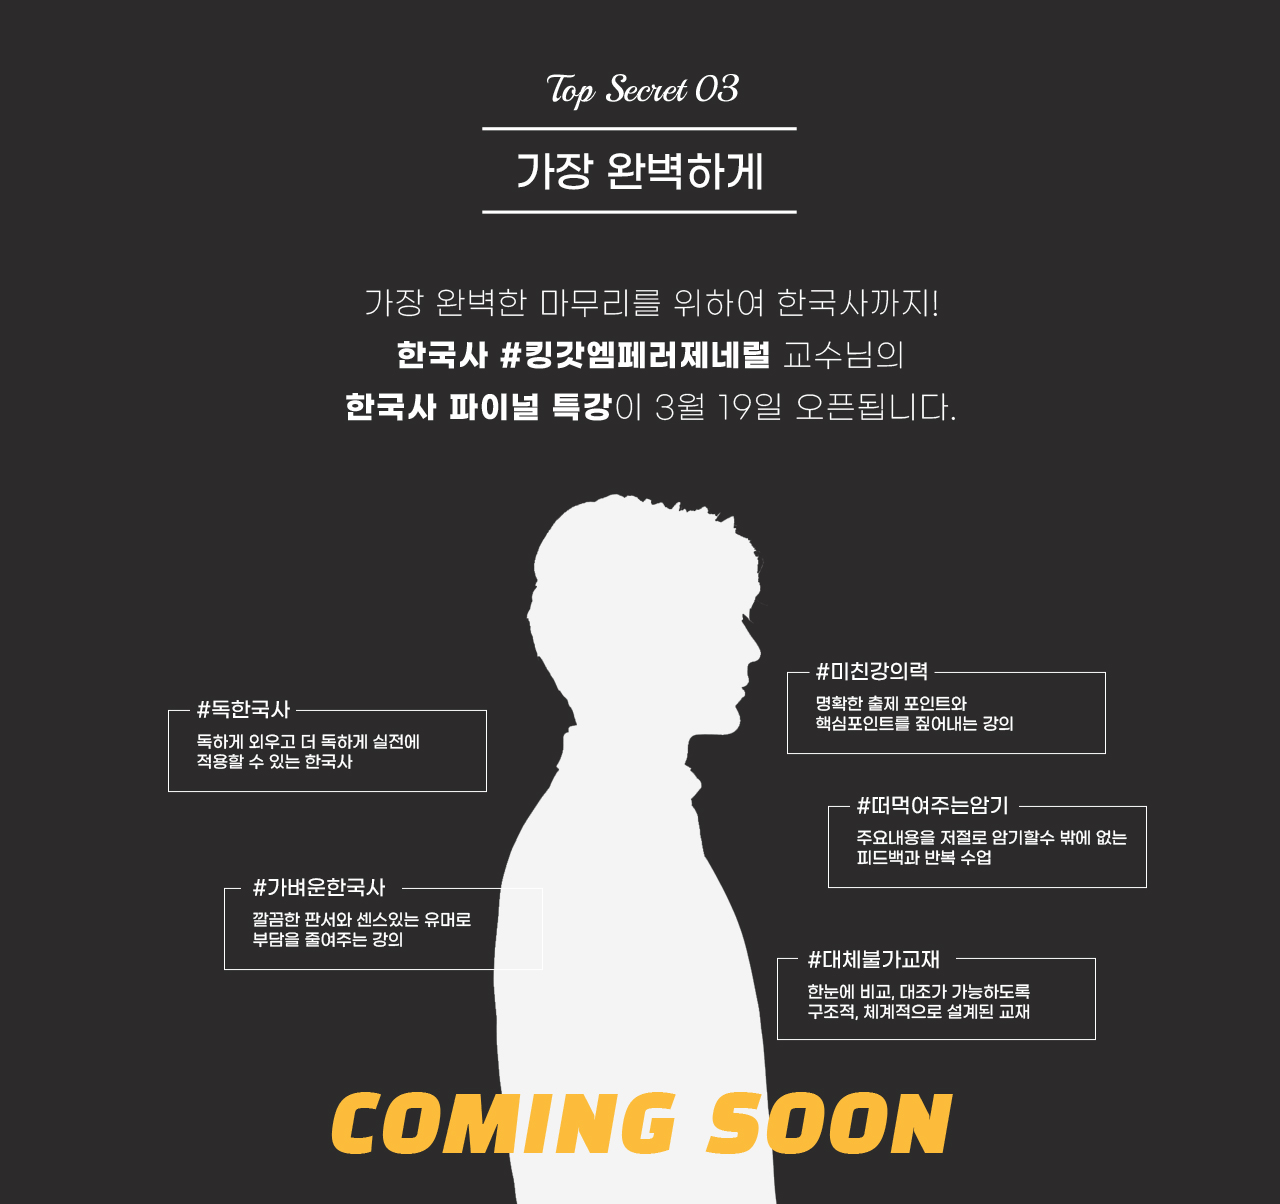 Top Secret 03
가장 완벽하게
가장 완벽한 마무리를 위하여 한국사까지!
한국사 #킹갓엠페러제네럴 교수님의
한국사 파이널 특강이 3월 19일 오픈됩니다.
#미친강의력
명확한 출제 포인트와
핵심포인트를 짚어내는 강의
#독한국사
독하게 외우고 더 독하게 실전에
적용할 수 있는 한국사
#떠먹여주는암기
주요내용을 저절로 암기할수 밖에 없는
피드백과 반복 수업
#가벼운한국사
깔끔한 판서와 센스있는 유머로
부담을 줄여주는 강의
#대체불가교재
한눈에 비교, 대조가 가능하도록
구조적, 체계적으로 설계된 교재
COMING SOON